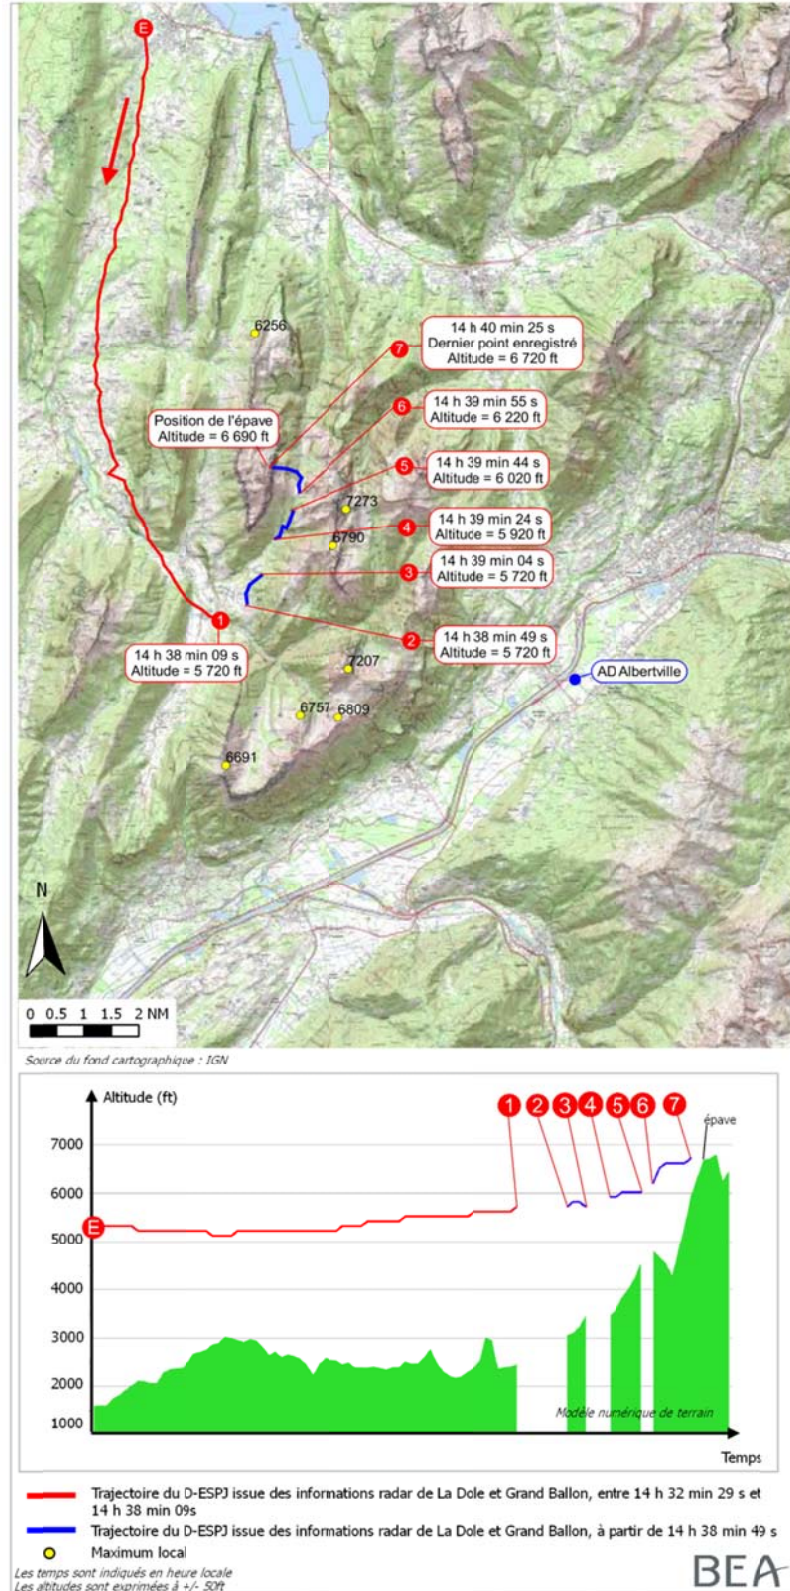 E
6256
7
14 h 40 min 25 s
Dernier point enregistré
Altitude = 6 720 ft
6
14 h 39 min 55 s
Altitude = 6 220 ft
Position de l'épave
Altitude = 6 690 ft
5
14 h 39 min 44 s
Altitude = 6 020 ft
7273
4
14 h 39 min 24 s
Altitude = 5 920 ft
6790
3
14 h 39 min 04 s
Altitude = 5 720 ft
1
2
14 h 38 min 49 s
Altitude = 5 720 ft
14 h 38 min 09 s
Altitude = 5 720 ft
7207
AD Albertville
6757
6809
6691
N
0 0.5 1 1.5 2 NM
Source du fond cartographique : IGN
Altitude (ft)
1 2 3 4 5 6 7
épave
7000
6000
E
5000
4000
3000
2000
1000
Modèle numérique de terrain
Temps
Trajectoire du D-ESPJ issue des informations radar de La Dole et Grand Ballon, entre 14 h 32 min 29 s et
14 h 38 min 09s
Trajectoire du D-ESPJ issue des informations radar de La Dole et Grand Ballon, à partir de 14 h 38 min 49 s
Maximum local
Les temps sont indiqués en heure locale
Les altitudes sont exprimées à +/- 50ft
BEA